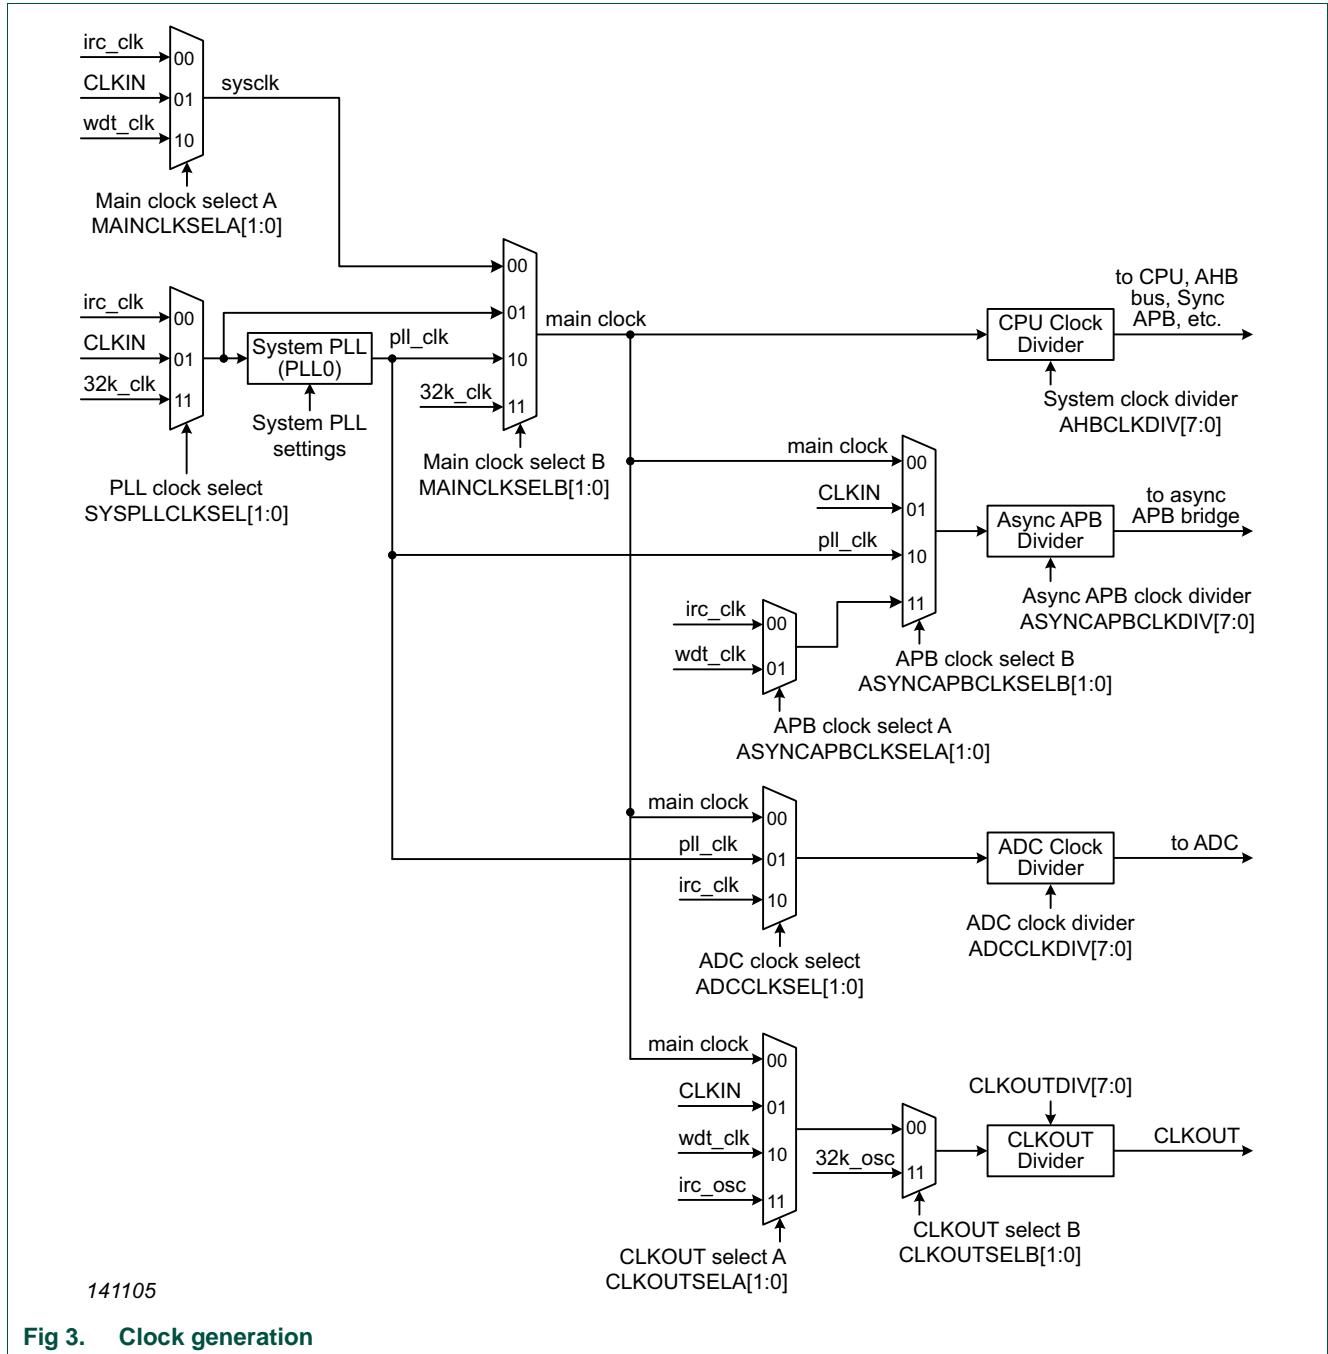 irc_clk
00
CLKIN
01
sysclk
wdt_clk
10
Main clock select A
MAINCLKSELA[1:0]
irc_clk
00
CLKIN
01
32k_clk
11
PLL clock select
SYSPLLCLKSEL[1:0]
System PLL
(PLL0)
System PLL
settings
pll_clk
00
01
10
32k_clk
11
Main clock select B
MAINCLKSELB[1:0]
main clock
CPU Clock
Divider
to CPU, AHB
bus, Sync
APB, etc.
System clock divider
AHBCLKDIV[7:0]
main clock
00
CLKIN
01
pll_clk
10
11
irc_clk
00
wdt_clk
01
APB clock select A
ASYNCAPBCLKSELA[1:0]
APB clock select B
ASYNCAPBCLKSELB[1:0]
Async APB
Divider
to async
APB bridge
Async APB clock divider
ASYNCAPBCLKDIV[7:0]
main clock
00
pll_clk
01
irc_clk
10
ADC clock select
ADCCLKSEL[1:0]
ADC Clock
Divider
to ADC
ADC clock divider
ADCCLKDIV[7:0]
main clock
00
CLKIN
01
wdt_clk
10
irc_osc
11
CLKOUT select A
CLKOUTSELA[1:0]
00
32k_osc
11
CLKOUT select B
CLKOUTSELB[1:0]
CLKOUTDIV[7:0]
CLKOUT
Divider
CLKOUT
141105
Fig 3. Clock generation